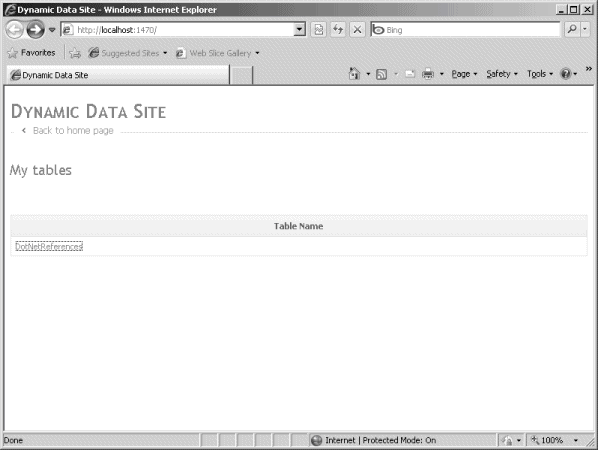 Dynamic Data Site - Windows Internet Explorer
http://localhost:1470/
Bing
Favorites Suggested Sites Web Slice Gallery
Dynamic Data Site
Page Safety Tools
Dynamic Data Site
Back to home page
My tables
Table Name
DotNetReferences
Done Internet | Protected Mode: On 100%